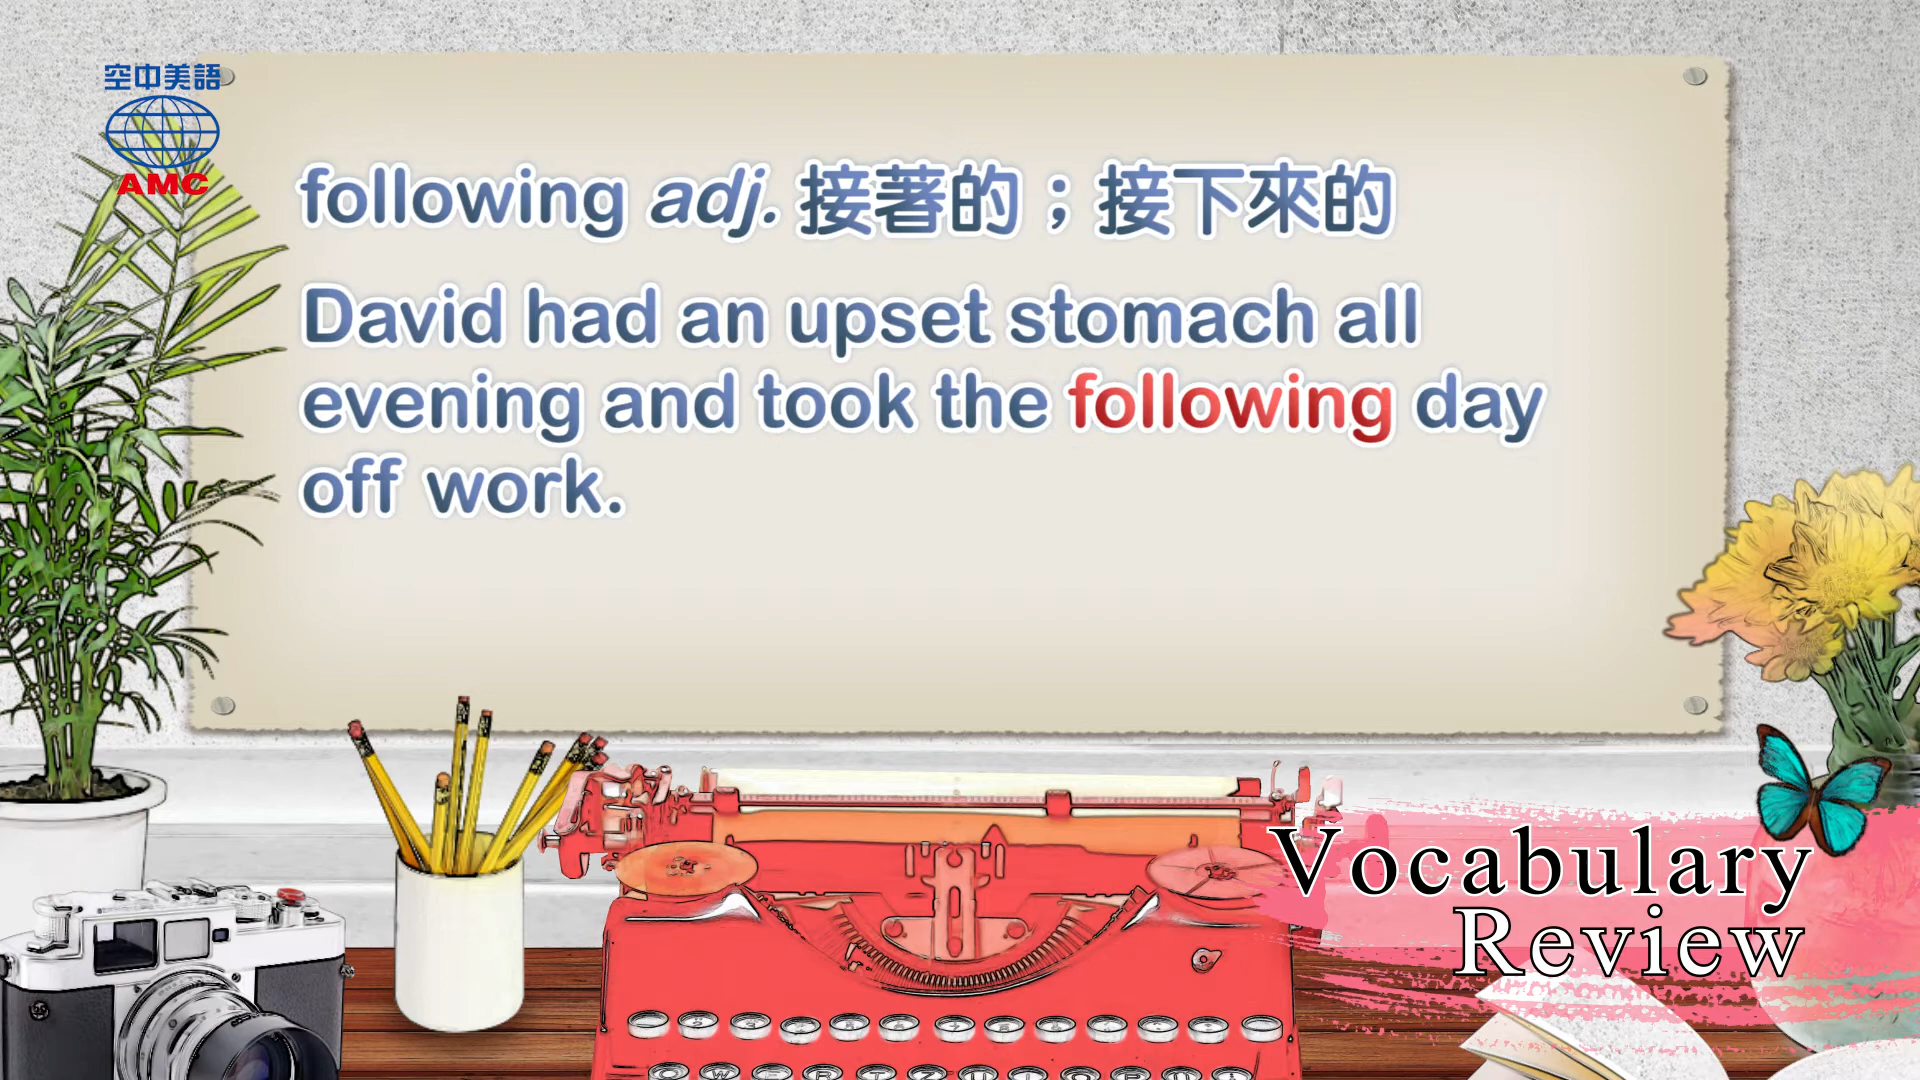 空中美語
AMC
following adj. 接著的；接下來的
David had an upset stomach all
evening and took the following day
off work.
Vocabulary
Review